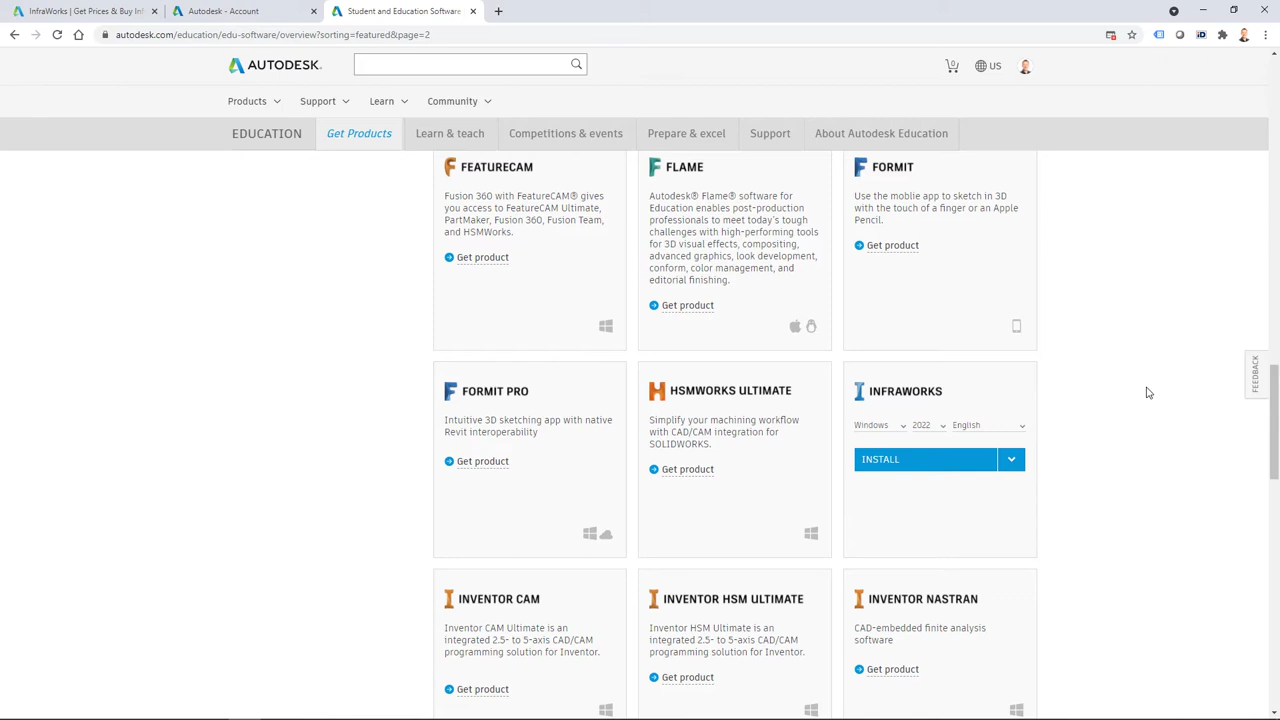 InfraWorks | Get Prices & Buy Inf
Autodesk - Account
Student and Education Software
autodesk.com/education/edu-software/overview?sorting=featured&page=2
AUTODESK.
0
US
Products
Support
Learn
Community
EDUCATION
Get Products
Learn & teach
Competitions & events
Prepare & excel
Support
About Autodesk Education
FEATURECAM
Fusion 360 with FeatureCAM® gives
you access to FeatureCAM Ultimate,
PartMaker, Fusion 360, Fusion Team,
and HSMWorks.
Get product
FLAME
Autodesk® Flame® software for
Education enables post-production
professionals to meet today's tough
challenges with high-performing tools
for 3D visual effects, compositing,
advanced graphics, look development,
conform, color management, and
editorial finishing.
Get product
FORMIT
Use the moblie app to sketch in 3D
with the touch of a finger or an Apple
Pencil.
Get product
FEEDBACK
FORMIT PRO
Intuitive 3D sketching app with native
Revit interoperability
Get product
HSMWORKS ULTIMATE
Simplify your machining workflow
with CAD/CAM integration for
SOLIDWORKS.
Get product
INFRAWORKS
Windows 2022 English
INSTALL
INVENTOR CAM
Inventor CAM Ultimate is an
integrated 2.5- to 5-axis CAD/CAM
programming solution for Inventor.
Get product
INVENTOR HSM ULTIMATE
Inventor HSM Ultimate is an
integrated 2.5- to 5-axis CAD/CAM
programming solution for Inventor.
Get product
INVENTOR NASTRAN
CAD-embedded finite analysis
software
Get product